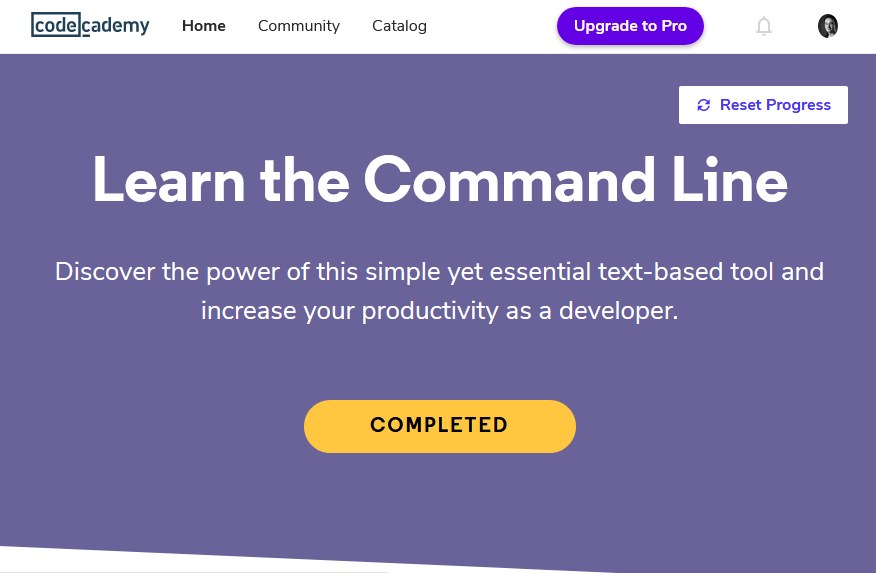 codecademy Home Community Catalog Upgrade to Pro
Reset Progress
Learn the Command Line
Discover the power of this simple yet essential text-based tool and
increase your productivity as a developer.
COMPLETED